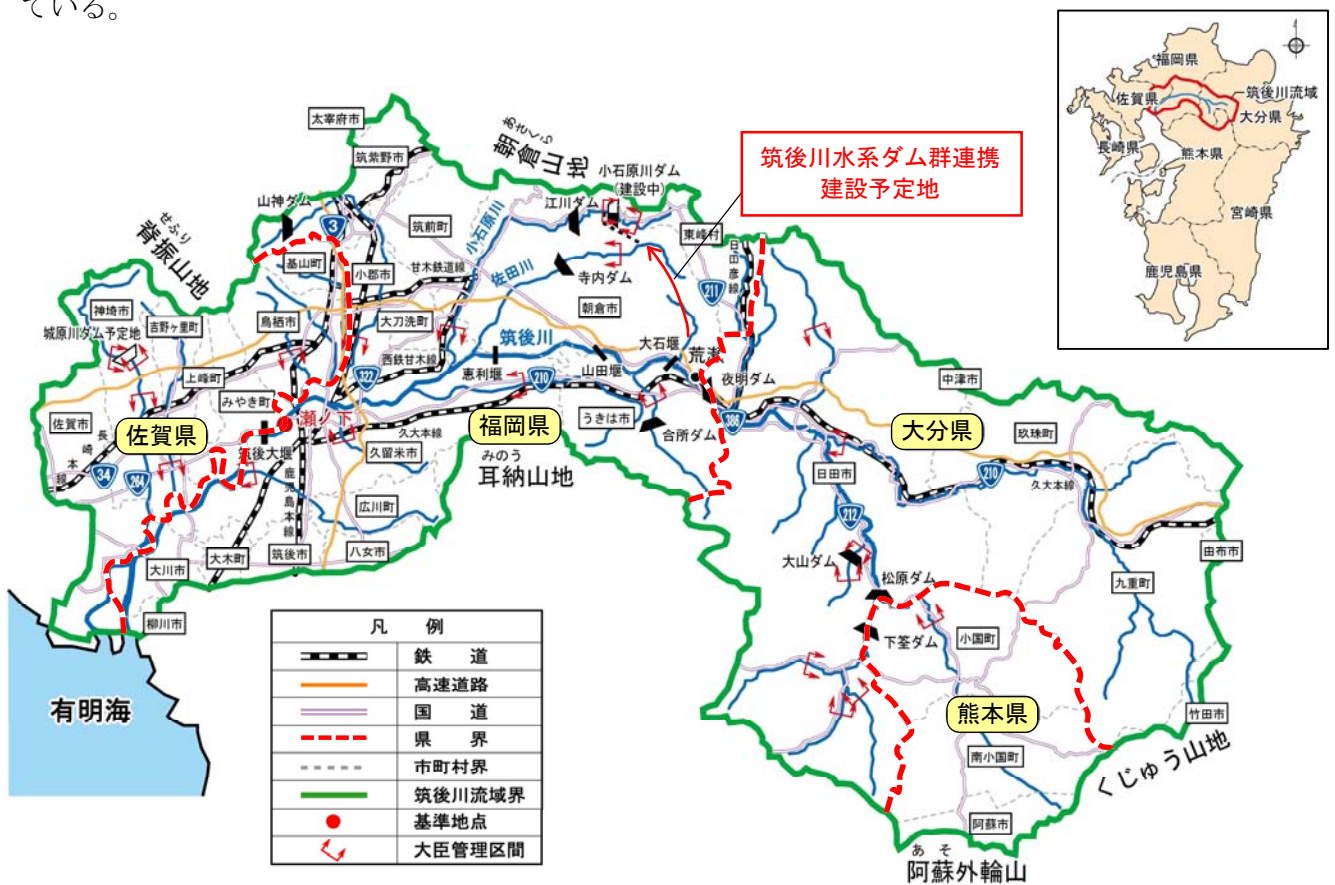 ている。
福岡県
佐賀県
筑後川流域
大分県
長崎県
熊本県
宮崎県
鹿児島県
太宰府市
筑紫野市
あさくら
朝倉山地
小石原川ダム
(建設中)
筑後川水系ダム群連携
建設予定地
山神ダム
3
筑前町
江川ダム
東峰村
日田彦山線
せふり
脊振山地
基山町
小郡市
甘木鉄道線
小石原川
佐田川
寺内ダム
211
神埼市
吉野ヶ里町
城原川ダム予定地
鳥栖市
大刀洗町
朝倉市
筑後川
大石堰
荒瀬
西鉄甘木線
恵利堰
山田堰
夜明ダム
中津市
上峰町
322
210
みやき町
瀬ノ下
うきは市
386
佐賀市
佐賀県
福岡県
大分県
玖珠町
長崎本線
筑後大堰
久大本線
久留米市
合所ダム
日田市
34
264
鹿児島本線
みのう
耳納山地
210
久大本線
広川町
212
大木町
筑後市
八女市
大川市
大山ダム
松原ダム
由布市
九重町
柳川市
下筌ダム
小国町
有明海
熊本県
竹田市
南小国町
くじゅう山地
阿蘇市
あそ
阿蘇外輪山
凡 例
鉄 道
高速道路
国 道
県 界
市町村界
筑後川流域界
基準地点
大臣管理区間